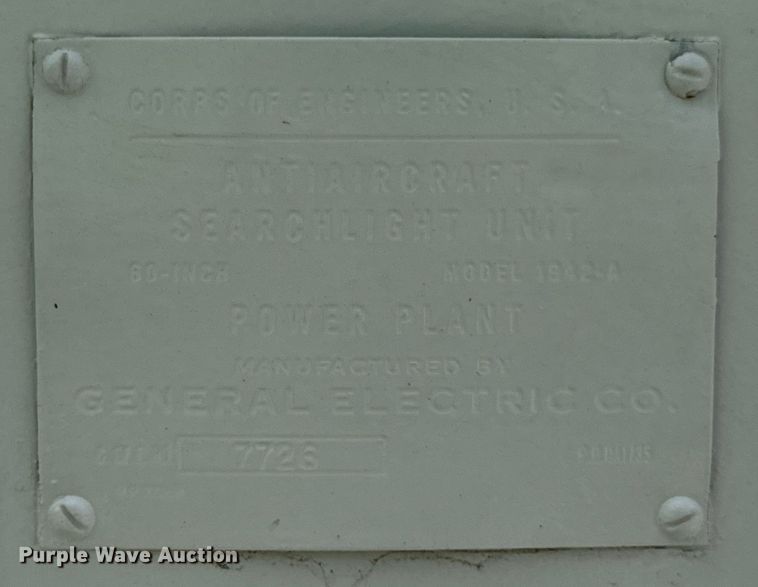 CORPS OF ENGINEERS, U. S. A.
ANTIAIRCRAFT
SEARCHLIGHT UNIT
60-INCH MODEL 1942-A
POWER PLANT
MANUFACTURED BY
GENERAL ELECTRIC CO.
7726
Purple Wave Auction